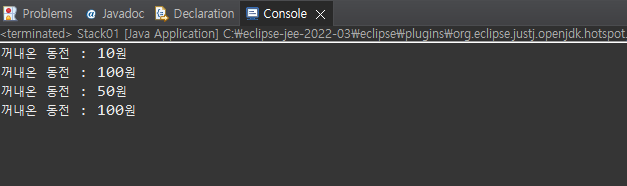 Problems @ Javadoc Declaration Console
<terminated> Stack01 [Java Application] C:₩eclipse-jee-2022-03₩eclipse₩plugins₩org.eclipse.justj.openjdk.hotspot.
꺼내온 동전 : 10원
꺼내온 동전 : 100원
꺼내온 동전 : 50원
꺼내온 동전 : 100원